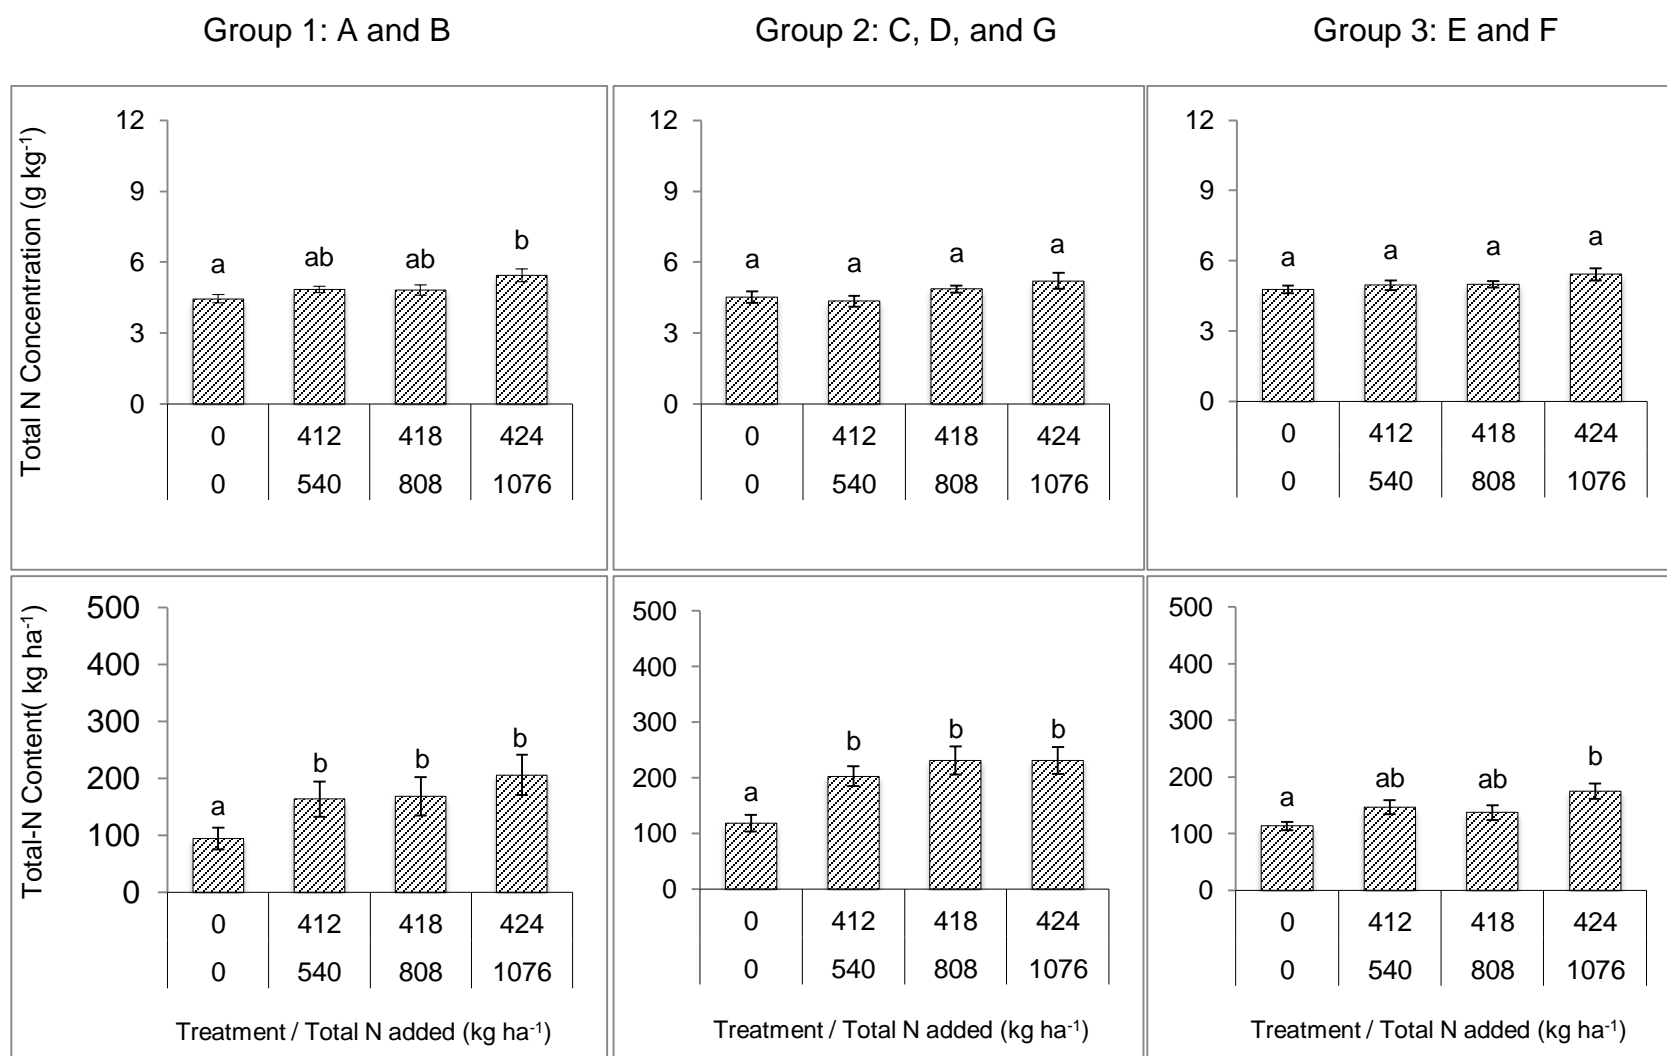 Group 1: A and B
Group 2: C, D, and G
Group 3: E and F
Total N Concentration (g kg-1)
12
9
6
3
0
a
ab
ab
b
0 412 418 424
0 540 808 1076
12
9
6
3
0
a
a
a
a
0 412 418 424
0 540 808 1076
12
9
6
3
0
a
a
a
a
0 412 418 424
0 540 808 1076
Total-N Content( kg ha-1)
500
400
300
200
100
0
a
b
b
b
0 412 418 424
0 540 808 1076
Treatment / Total N added (kg ha-1)
500
400
300
200
100
0
a
b
b
b
0 412 418 424
0 540 808 1076
Treatment / Total N added (kg ha-1)
500
400
300
200
100
0
a
ab
ab
b
0 412 418 424
0 540 808 1076
Treatment / Total N added (kg ha-1)